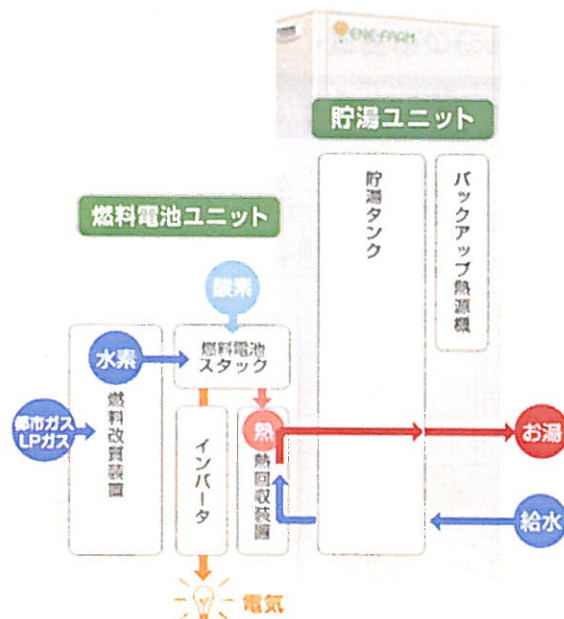 ENE-FARM
貯湯ユニット
貯湯タンク
バックアップ熱源機
燃料電池ユニット
酸素
水素
燃料電池
スタック
都市ガス
LPガス
燃料改質装置
インバータ
熱
熱回収装置
お湯
給水
電気